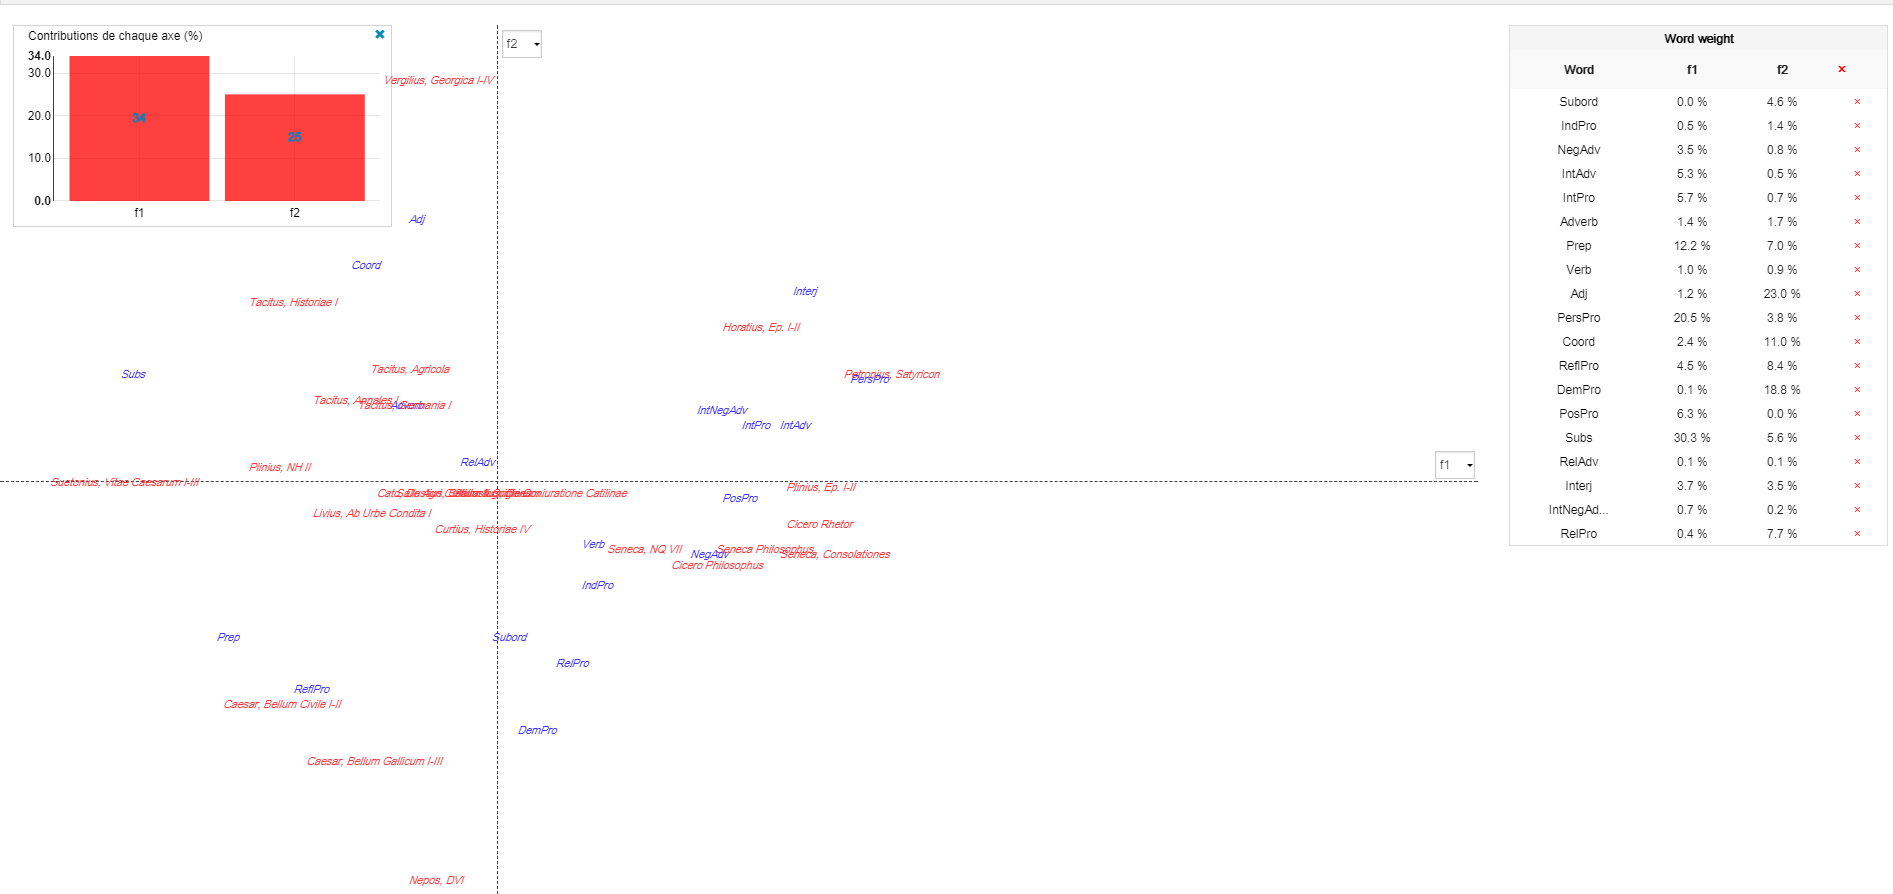 Contributions de chaque axe (%)
34.0
30.0
20.0
10.0
0.0
34
25
f1
f2
f2
Vergilius, Georgica I-IV
Adj
Coord
Interj
Tacitus, Historiae I
Horatius, Ep. I-II
Tacitus, Agricola
Subs
Petronius, Satyricon
PersPro
Tacitus, Annales I
Tacitus, Germania I
Adverb
IntNegAdv
IntPro
IntAdv
RelAdv
f1
Plinius, NH II
Suetonius, Vitae Caesarum I-III
Plinius, Ep. I-II
Cato, De Agri
Coniuratione Catilinae
PosPro
Livius, Ab Urbe Condita I
Cicero Rhetor
Curtius, Historiae IV
Verb
Seneca, NQ VII
Seneca Philosophus
NegAdv
Seneca, Consolationes
Cicero Philosophus
IndPro
Prep
Subord
RelPro
ReflPro
Caesar, Bellum Civile I-II
DemPro
Caesar, Bellum Gallicum I-III
Nepos, DVI
Word weight
Word f1 f2 ×
Subord 0.0 % 4.6 % ×
IndPro 0.5 % 1.4 % ×
NegAdv 3.5 % 0.8 % ×
IntAdv 5.3 % 0.5 % ×
IntPro 5.7 % 0.7 % ×
Adverb 1.4 % 1.7 % ×
Prep 12.2 % 7.0 % ×
Verb 1.0 % 0.9 % ×
Adj 1.2 % 23.0 % ×
PersPro 20.5 % 3.8 % ×
Coord 2.4 % 11.0 % ×
ReflPro 4.5 % 8.4 % ×
DemPro 0.1 % 18.8 % ×
PosPro 6.3 % 0.0 % ×
Subs 30.3 % 5.6 % ×
RelAdv 0.1 % 0.1 % ×
Interj 3.7 % 3.5 % ×
IntNegAd... 0.7 % 0.2 % ×
RelPro 0.4 % 7.7 % ×